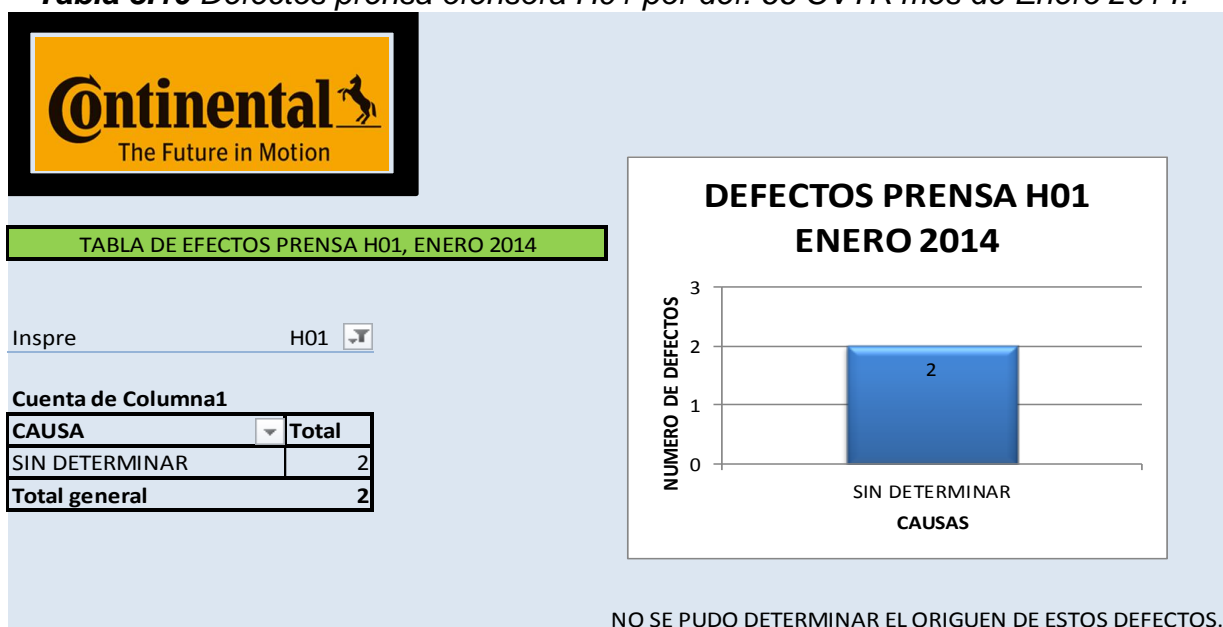 Continental
The Future in Motion
TABLA DE EFECTOS PRENSA H01, ENERO 2014
Inspre H01
Cuenta de Columna1
CAUSA Total
SIN DETERMINAR 2
Total general 2
DEFECTOS PRENSA H01
ENERO 2014
NUMERO DE DEFECTOS
3
2
1
0
2
SIN DETERMINAR
CAUSAS
NO SE PUDO DETERMINAR EL ORIGUEN DE ESTOS DEFECTOS.